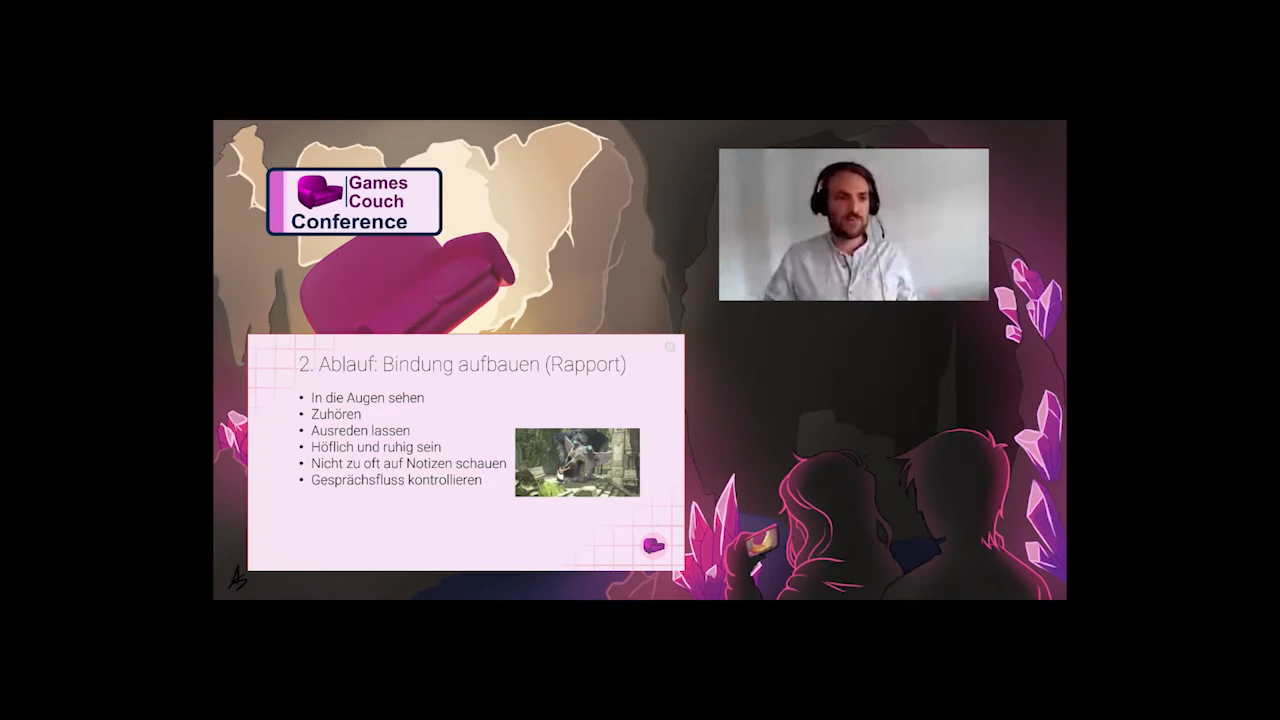 Games
Couch
Conference
2. Ablauf: Bindung aufbauen (Rapport)
• In die Augen sehen
• Zuhören
• Ausreden lassen
• Höflich und ruhig sein
• Nicht zu oft auf Notizen schauen
• Gesprächsfluss kontrollieren